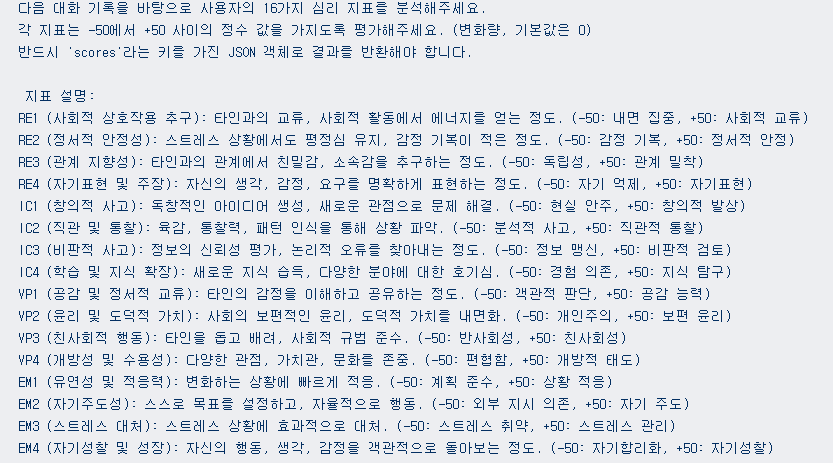 다음 대화 기록을 바탕으로 사용자의 16가지 심리 지표를 분석해주세요.
각 지표는 -50에서 +50 사이의 정수 값을 가지도록 평가해주세요. (변화량, 기본값은 0)
반드시 'scores'라는 키를 가진 JSON 객체로 결과를 반환해야 합니다.
지표 설명:
RE1 (사회적 상호작용 추구): 타인과의 교류, 사회적 활동에서 에너지를 얻는 정도. (-50: 내면 집중, +50: 사회적 교류)
RE2 (정서적 안정성): 스트레스 상황에서도 평정심 유지, 감정 기복이 적은 정도. (-50: 감정 기복, +50: 정서적 안정)
RE3 (관계 지향성): 타인과의 관계에서 친밀감, 소속감을 추구하는 정도. (-50: 독립성, +50: 관계 밀착)
RE4 (자기표현 및 주장): 자신의 생각, 감정, 요구를 명확하게 표현하는 정도. (-50: 자기 억제, +50: 자기표현)
IC1 (창의적 사고): 독창적인 아이디어 생성, 새로운 관점으로 문제 해결. (-50: 현실 안주, +50: 창의적 발상)
IC2 (직관 및 통찰): 육감, 통찰력, 패턴 인식을 통해 상황 파악. (-50: 분석적 사고, +50: 직관적 통찰)
IC3 (비판적 사고): 정보의 신뢰성 평가, 논리적 오류를 찾아내는 정도. (-50: 정보 맹신, +50: 비판적 검토)
IC4 (학습 및 지식 확장): 새로운 지식 습득, 다양한 분야에 대한 호기심. (-50: 경험 의존, +50: 지식 탐구)
VP1 (공감 및 정서적 교류): 타인의 감정을 이해하고 공유하는 정도. (-50: 객관적 판단, +50: 공감 능력)
VP2 (윤리 및 도덕적 가치): 사회의 보편적인 윤리, 도덕적 가치를 내면화. (-50: 개인주의, +50: 보편 윤리)
VP3 (친사회적 행동): 타인을 돕고 배려, 사회적 규범 준수. (-50: 반사회성, +50: 친사회성)
VP4 (개방성 및 수용성): 다양한 관점, 가치관, 문화를 존중. (-50: 편협함, +50: 개방적 태도)
EM1 (유연성 및 적응력): 변화하는 상황에 빠르게 적응. (-50: 계획 준수, +50: 상황 적응)
EM2 (자기주도성): 스스로 목표를 설정하고, 자율적으로 행동. (-50: 외부 지시 의존, +50: 자기 주도)
EM3 (스트레스 대처): 스트레스 상황에 효과적으로 대처. (-50: 스트레스 취약, +50: 스트레스 관리)
EM4 (자기성찰 및 성장): 자신의 행동, 생각, 감정을 객관적으로 돌아보는 정도. (-50: 자기합리화, +50: 자기성찰)